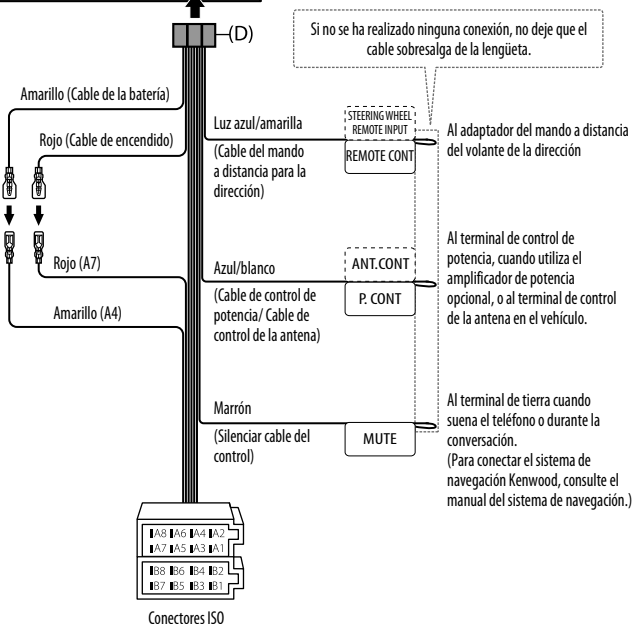 (D)
Si no se ha realizado ninguna conexión, no deje que el
cable sobresalga de la lengüeta.
Amarillo (Cable de la batería)
Rojo (Cable de encendido)
Luz azul/amarilla
(Cable del mando
a distancia para la
dirección)
STEERING WHEEL
REMOTE INPUT
REMOTE CONT
Al adaptador del mando a distancia
del volante de la dirección
Rojo (A7)
Amarillo (A4)
Azul/blanco
(Cable de control de
potencia/ Cable de
control de la antena)
ANT.CONT
P. CONT
Al terminal de control de
potencia, cuando utiliza el
amplificador de potencia
opcional, o al terminal de control
de la antena en el vehículo.
Marrón
(Silenciar cable del
control)
MUTE
Al terminal de tierra cuando
suena el teléfono o durante la
conversación.
(Para conectar el sistema de
navegación Kenwood, consulte el
manual del sistema de navegación.)
A8 A6 A4 A2
A7 A5 A3 A1
B8 B6 B4 B2
B7 B5 B3 B1
Conectores ISO